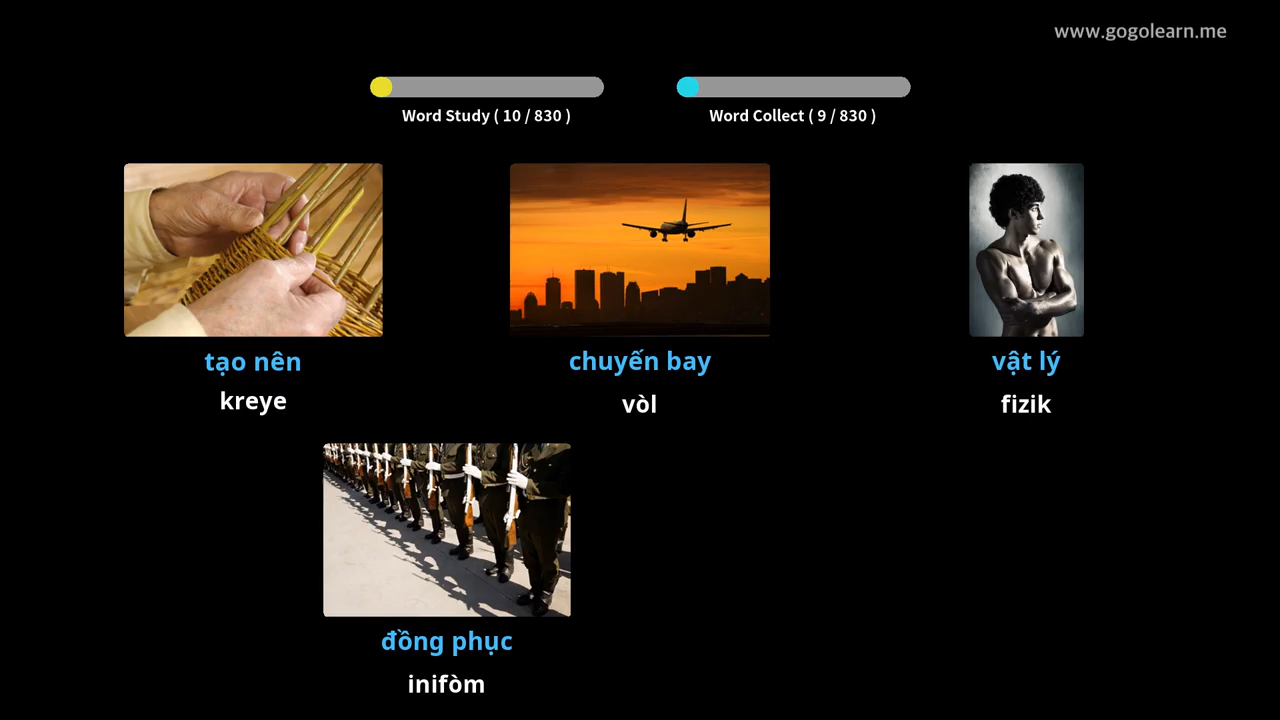 www.gogolearn.me
Word Study ( 10 / 830 )
Word Collect ( 9 / 830 )
tạo nên
kreye
chuyến bay
vòl
vật lý
fizik
đồng phục
inifòm